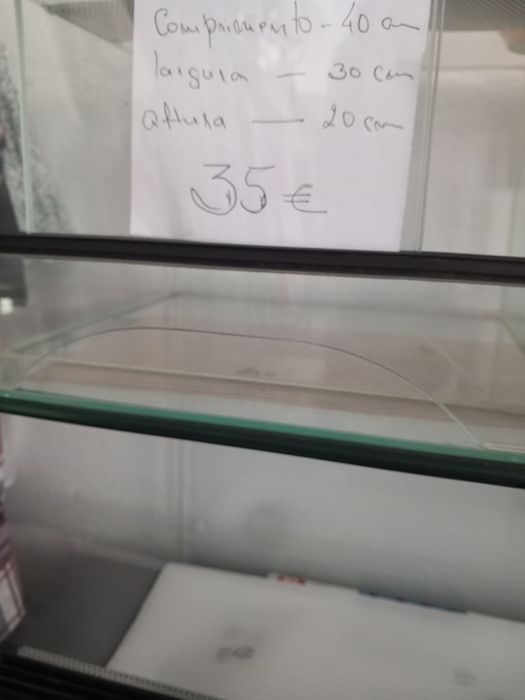 Comprimento - 40 cm
largura — 30 cm
altura — 20 cm
35 €